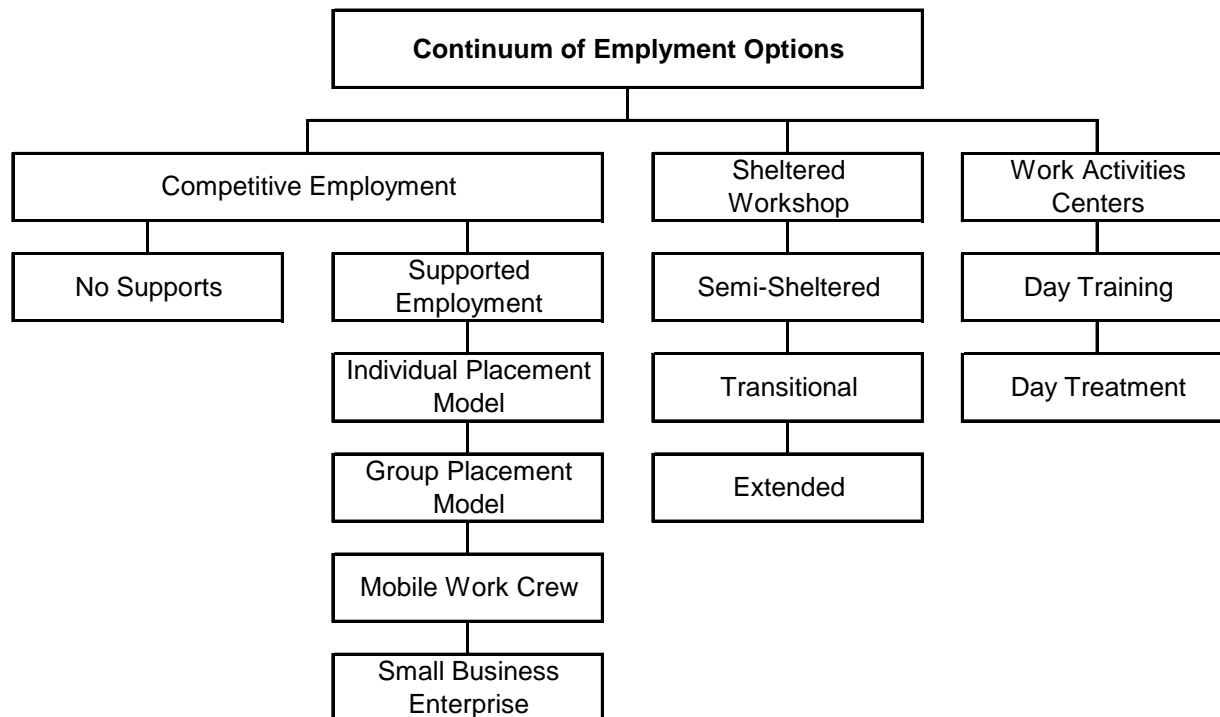 Continuum of Emplyment Options
Competitive Employment
Sheltered
Workshop
Work Activities
Centers
No Supports
Supported
Employment
Semi-Sheltered
Day Training
Individual Placement
Model
Transitional
Day Treatment
Group Placement
Model
Extended
Mobile Work Crew
Small Business
Enterprise